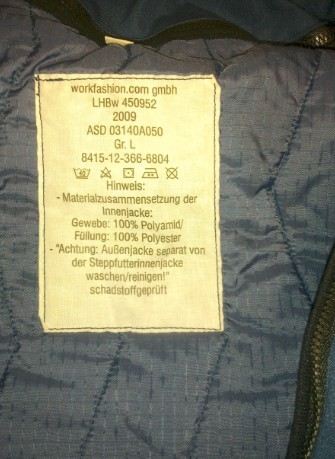 workfashion.com gmbh
LHBw 450952
2009
ASD 03140A050
Gr. L
8415-12-366-6804
Hinweis:
- Materialzusammensetzung der
Innenjacke:
Gewebe: 100% Polyamid/
Füllung: 100% Polyester
- "Achtung: Außenjacke separat von
der Steppfutterinnenjacke
waschen/reinigen!"
schadstoffgeprüft